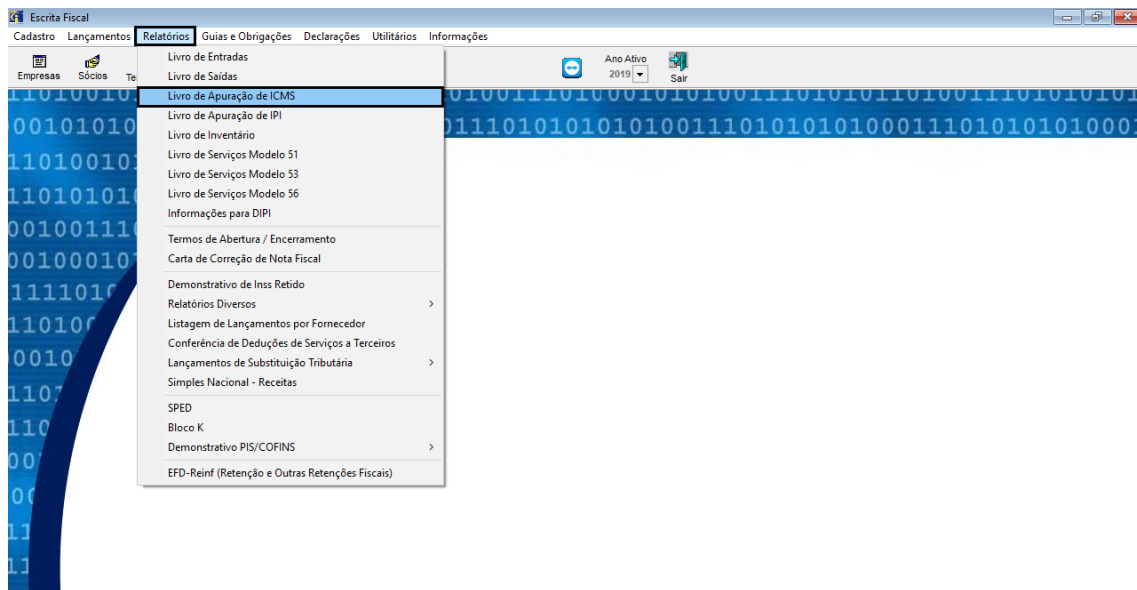 Escrita Fiscal
Cadastro Lançamentos Relatórios Guias e Obrigações Declarações Utilitários Informações
Empresas Sócios Te
Ano Ativo
2019
Sair
Livro de Entradas
Livro de Saídas
Livro de Apuração de ICMS
Livro de Apuração de IPI
Livro de Inventário
Livro de Serviços Modelo 51
Livro de Serviços Modelo 53
Livro de Serviços Modelo 56
Informações para DIPI
Termos de Abertura / Encerramento
Carta de Correção de Nota Fiscal
Demonstrativo de Inss Retido
Relatórios Diversos
Listagem de Lançamentos por Fornecedor
Conferência de Deduções de Serviços a Terceiros
Lançamentos de Substituição Tributária
Simples Nacional - Receitas
SPED
Bloco K
Demonstrativo PIS/COFINS
EFD-Reinf (Retenção e Outras Retenções Fiscais)